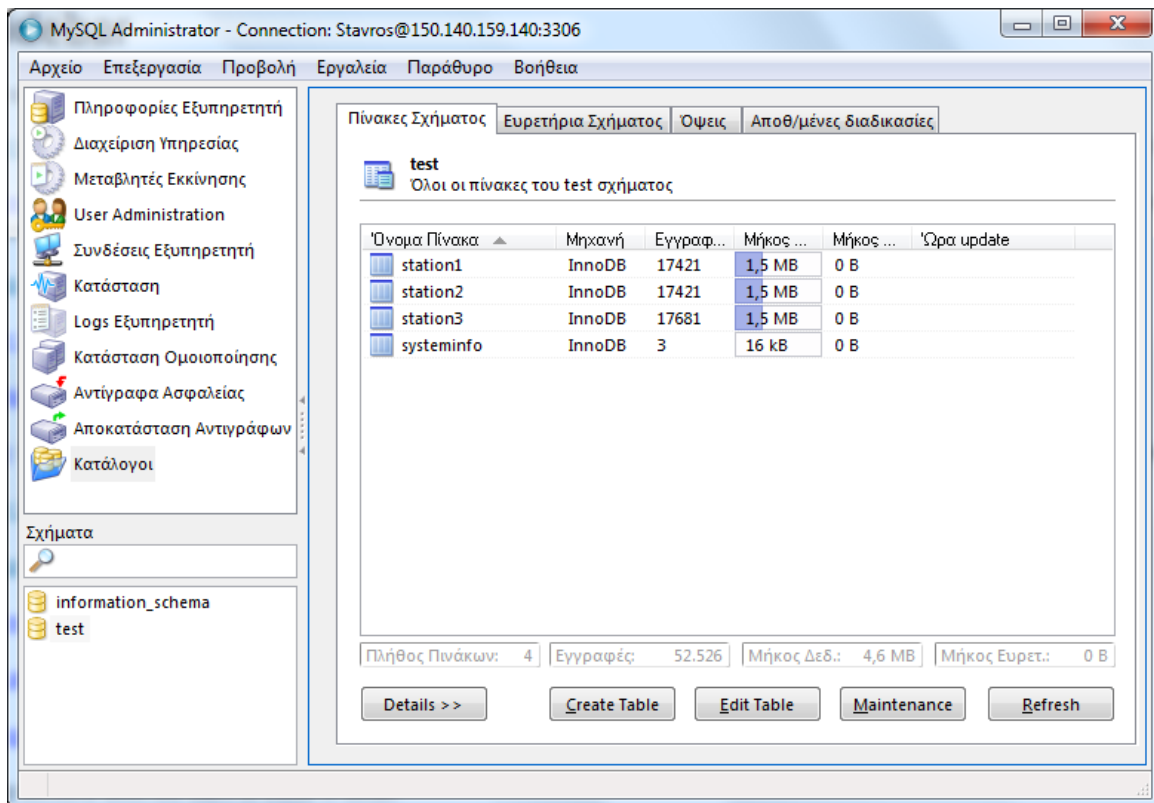 MySQL Administrator - Connection: Stavros@150.140.159.140:3306
Αρχείο Επεξεργασία Προβολή Εργαλεία Παράθυρο Βοήθεια
Πληροφορίες Εξυπηρετητή
Διαχείριση Υπηρεσίας
Μεταβλητές Εκκίνησης
User Administration
Συνδέσεις Εξυπηρετητή
Κατάσταση
Logs Εξυπηρετητή
Κατάσταση Ομοιοποίησης
Αντίγραφα Ασφαλείας
Αποκατάσταση Αντιγράφων
Κατάλογοι
Σχήματα
information_schema
test
Πίνακες Σχήματος Ευρετήρια Σχήματος Όψεις Αποθ/μένες διαδικασίες
test
Όλοι οι πίνακες του test σχήματος
Όνομα Πίνακα Μηχανή Εγγραφ... Μήκος ... Μήκος ... Ώρα update
station1 InnoDB 17421 1,5 MB 0 B
station2 InnoDB 17421 1,5 MB 0 B
station3 InnoDB 17681 1,5 MB 0 B
systeminfo InnoDB 3 16 kB 0 B
Πλήθος Πινάκων: 4 Εγγραφές: 52.526 Μήκος Δεδ.: 4,6 MB Μήκος Ευρετ.: 0 B
Details >> Create Table Edit Table Maintenance Refresh